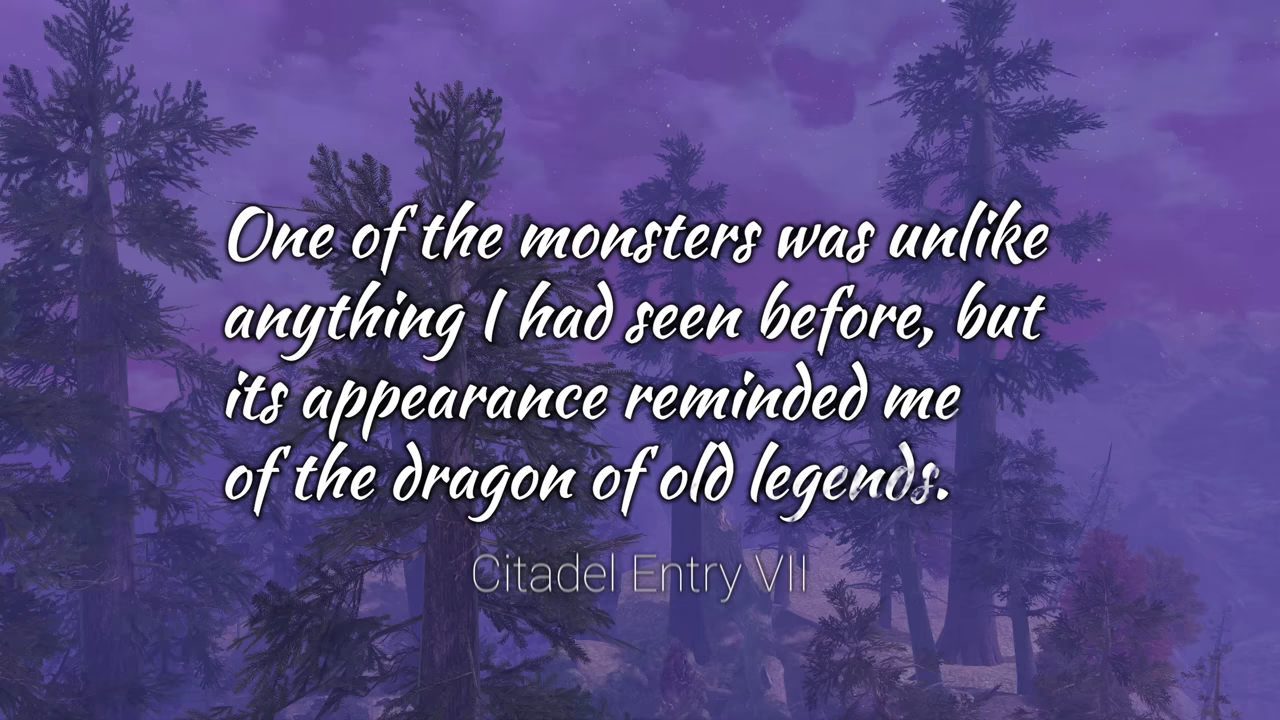 One of the monsters was unlike
anything I had seen before, but
its appearance reminded me
of the dragon of old legends.
Citadel Entry VII